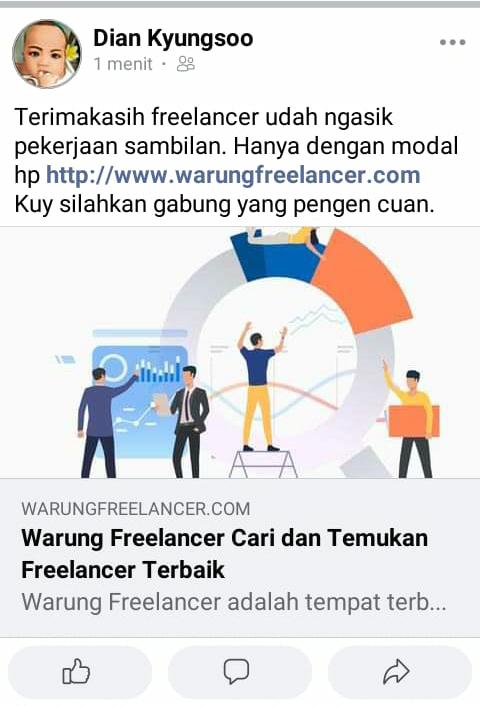 Dian Kyungsoo
1 menit ·
Terimakasih freelancer udah ngasik
pekerjaan sambilan. Hanya dengan modal
hp http://www.warungfreelancer.com
Kuy silahkan gabung yang pengen cuan.
WARUNGFREELANCER.COM
Warung Freelancer Cari dan Temukan
Freelancer Terbaik
Warung Freelancer adalah tempat terb...